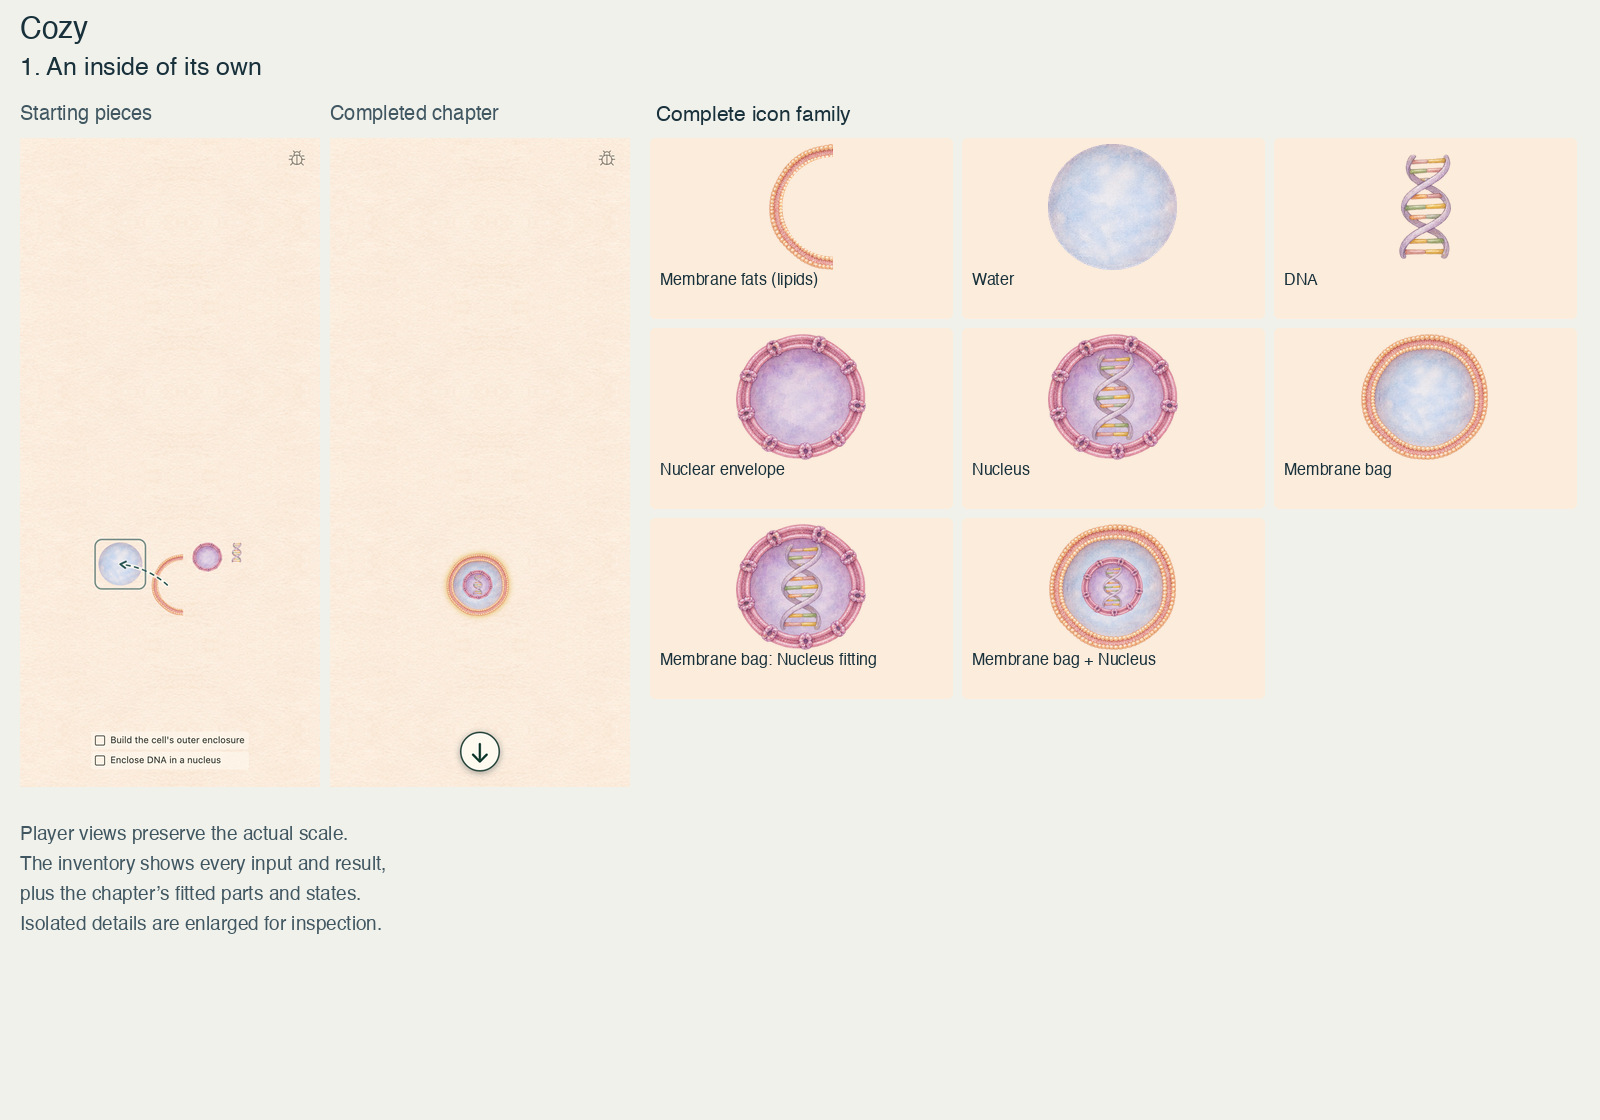 Cozy
1. An inside of its own
Starting pieces
Completed chapter
Complete icon family
Membrane fats (lipids)
Water
DNA
Nuclear envelope
Nucleus
Membrane bag
Membrane bag: Nucleus fitting
Membrane bag + Nucleus
Build the cell's outer enclosure
Enclose DNA in a nucleus
Player views preserve the actual scale.
The inventory shows every input and result,
plus the chapter’s fitted parts and states.
Isolated details are enlarged for inspection.